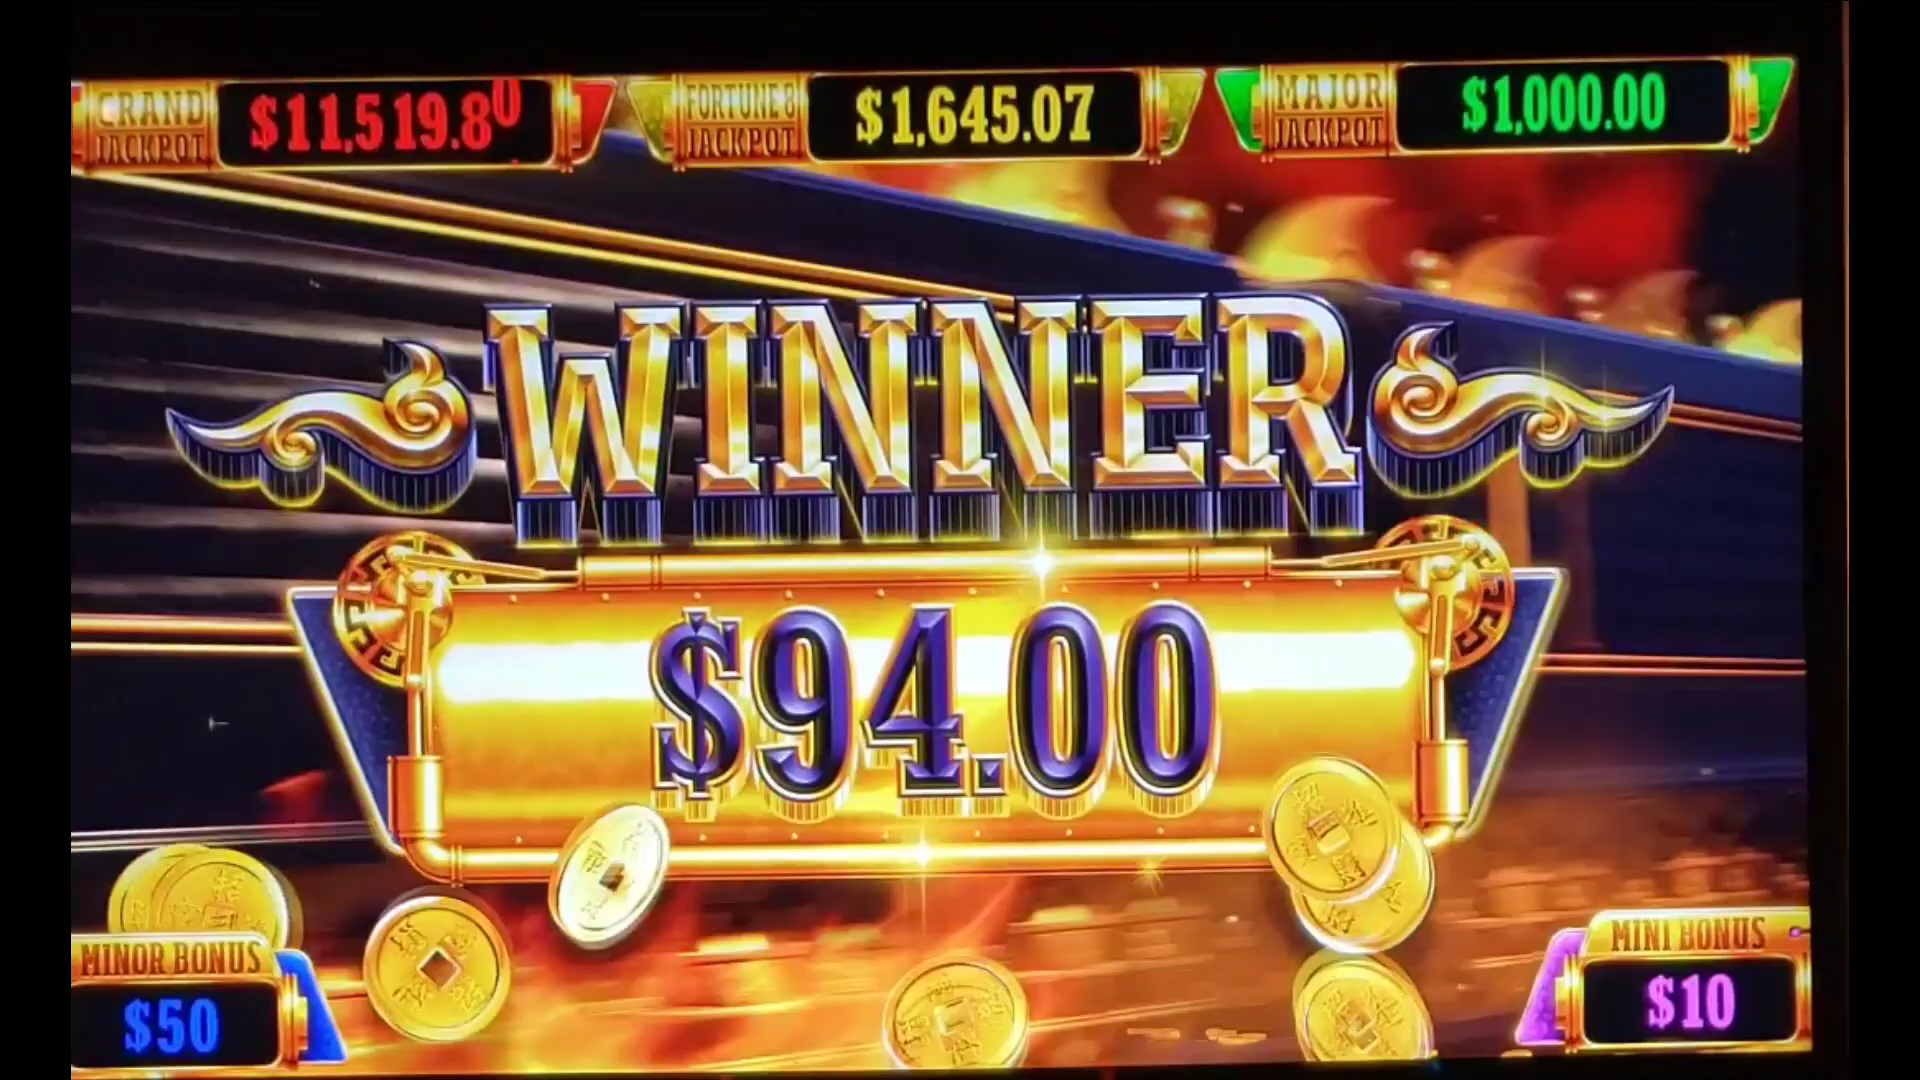 GRAND
JACKPOT
$11,519.80
FORTUNE 8
JACKPOT
$1,645.07
MAJOR
JACKPOT
$1,000.00
WINNER
$94.00
MINOR BONUS
$50
MINI BONUS
$10